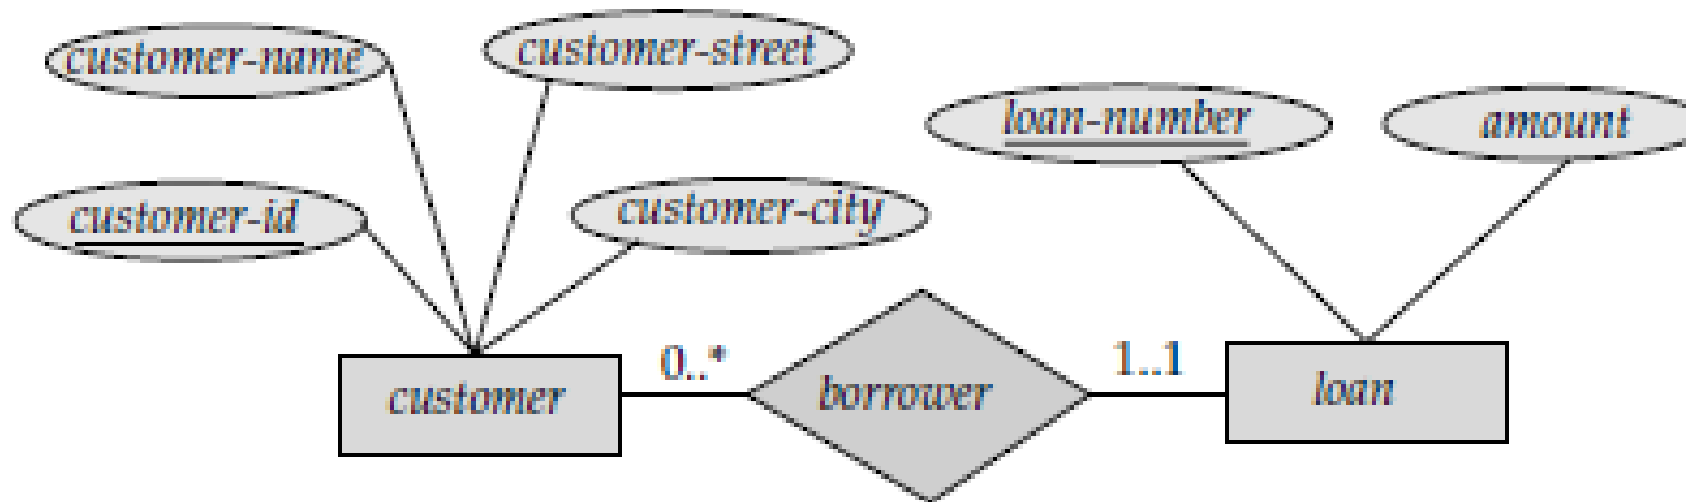 customer-name
customer-street
loan-number
amount
customer-id
customer-city
0..*
1..1
customer
borrower
loan